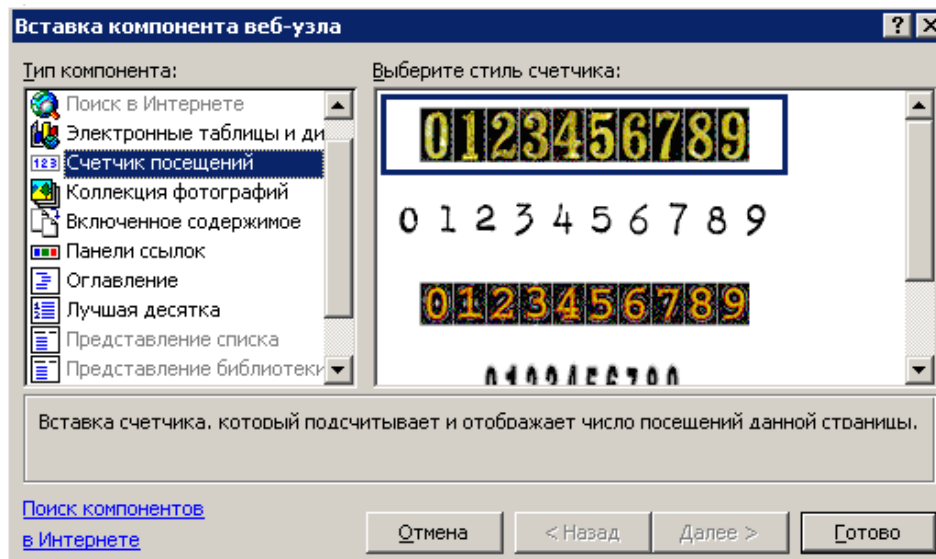 Вставка компонента веб-узла
Тип компонента:
Поиск в Интернете
Электронные таблицы и ди
123 Счетчик посещений
Коллекция фотографий
Включенное содержимое
Панели ссылок
Оглавление
Лучшая десятка
Представление списка
Представление библиотеки
Выберите стиль счетчика:
0123456789
0 1 2 3 4 5 6 7 8 9
0123456789
0123456789
Вставка счетчика, который подсчитывает и отображает число посещений данной страницы.
Поиск компонентов
в Интернете
Отмена
< Назад
Далее >
Готово